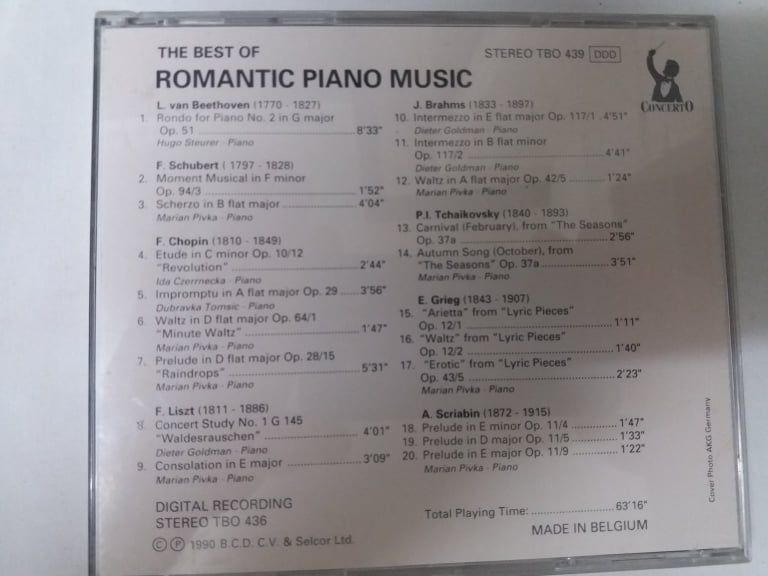 THE BEST OF
STEREO TBO 439 DDD
ROMANTIC PIANO MUSIC
CONCERTO
L. van Beethoven (1770 - 1827)
1. Rondo for Piano No. 2 in G major
Op. 51 8'33"
Hugo Steurer - Piano
F. Schubert ( 1797 - 1828)
2. Moment Musical in F minor
Op. 94/3 1'52"
3. Scherzo in B flat major 4'04"
Marian Pivka - Piano
F. Chopin (1810 - 1849)
4. Etude in C minor Op. 10/12
"Revolution" 2'44"
Ida Czerrnecka - Piano
5. Impromptu in A flat major Op. 29 3'56"
Dubravka Tomsic - Piano
6. Waltz in D flat major Op. 64/1
"Minute Waltz" 1'47"
Marian Pivka - Piano
7. Prelude in D flat major Op. 28/15
"Raindrops" 5'31"
Marian Pivka - Piano
F. Liszt (1811 - 1886)
8. Concert Study No. 1 G 145
"Waldesrauschen" 4'01"
Dieter Goldman - Piano
9. Consolation in E major 3'09"
Marian Pivka - Piano
J. Brahms (1833 - 1897)
10. Intermezzo in E flat major Op. 117/1 4'51"
Dieter Goldman - Piano
11. Intermezzo in B flat minor
Op. 117/2 4'41"
Dieter Goldman - Piano
12. Waltz in A flat major Op. 42/5 1'24"
Marian Pivka - Piano
P.I. Tchaikovsky (1840 - 1893)
13. Carnival (February), from "The Seasons"
Op. 37a 2'56"
14. Autumn Song (October), from
"The Seasons" Op. 37a 3'51"
Marian Pivka - Piano
E. Grieg (1843 - 1907)
15. "Arietta" from "Lyric Pieces"
Op. 12/1 1'11"
16. "Waltz" from "Lyric Pieces"
Op. 12/2 1'40"
17. "Erotic" from "Lyric Pieces"
Op. 43/5 2'23"
Marian Pivka - Piano
A. Scriabin (1872 - 1915)
18. Prelude in E minor Op. 11/4 1'47"
19. Prelude in D major Op. 11/5 1'33"
20. Prelude in E major Op. 11/9 1'22"
Marian Pivka - Piano
DIGITAL RECORDING
STEREO TBO 436
© ℗ 1990 B.C.D. C.V. & Selcor Ltd.
Total Playing Time: 63'16"
MADE IN BELGIUM
Cover Photo AKG Germany